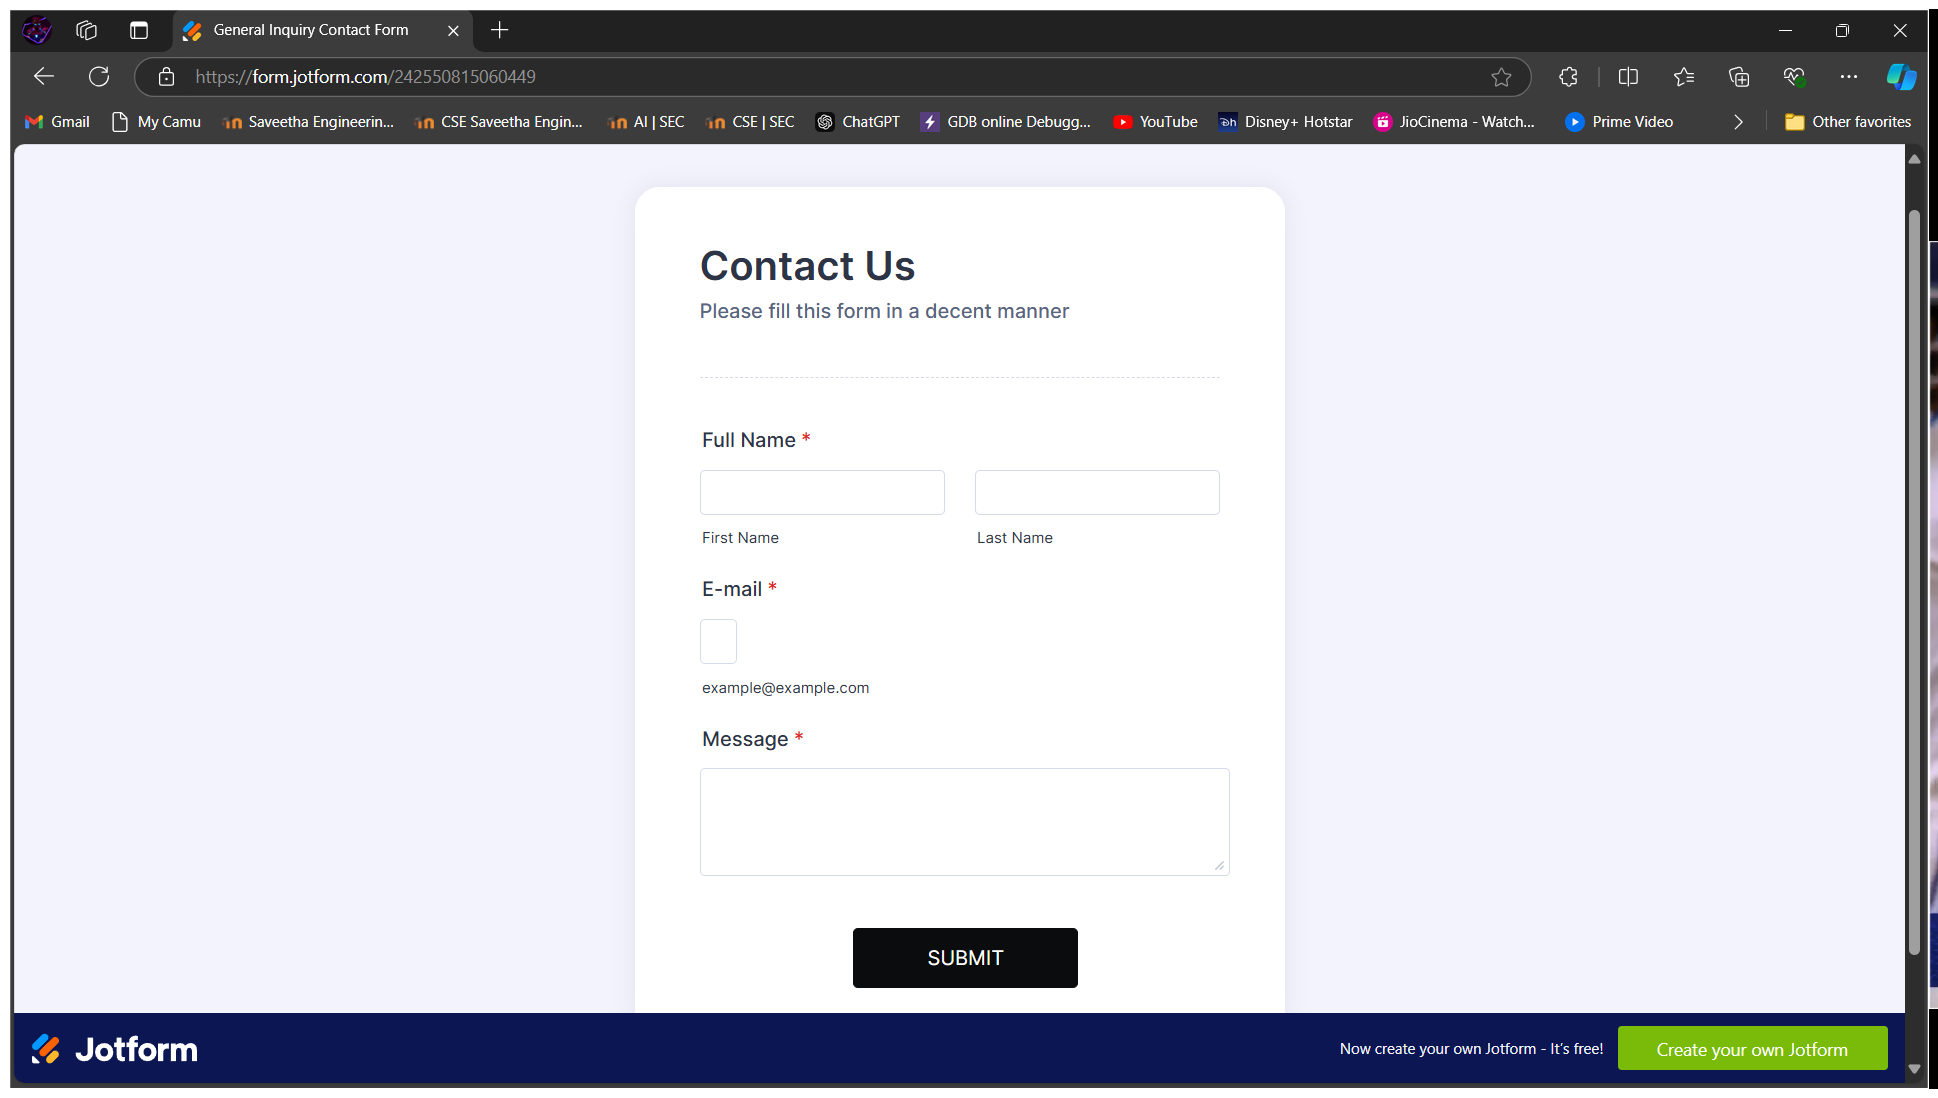 General Inquiry Contact Form
https://form.jotform.com/242550815060449
Gmail My Camu Saveetha Engineerin... CSE Saveetha Engin... AI | SEC CSE | SEC ChatGPT GDB online Debugg... YouTube Disney+ Hotstar JioCinema - Watch... Prime Video Other favorites
Contact Us
Please fill this form in a decent manner
Full Name *
First Name Last Name
E-mail *
example@example.com
Message *
SUBMIT
Jotform Now create your own Jotform - It's free! Create your own Jotform